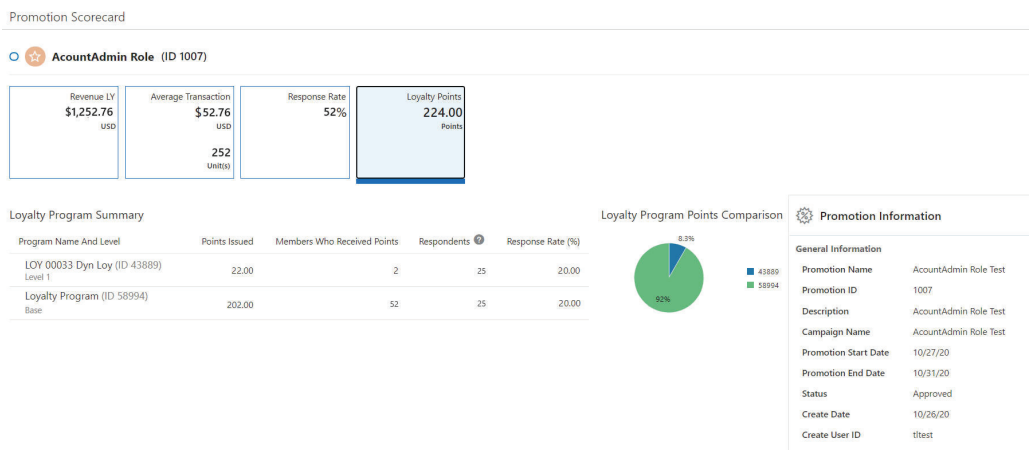 Promotion Scorecard
AcountAdmin Role (ID 1007)
Revenue LY
$1,252.76
USD
Average Transaction
$52.76
USD
252
Unit(s)
Response Rate
52%
Loyalty Points
224.00
Points
Loyalty Program Summary
Program Name And Level Points Issued Members Who Received Points Respondents ? Response Rate (%)
LOY 00033 Dyn Loy (ID 43889) 22.00 2 25 20.00
Level 1
Loyalty Program (ID 58994) 202.00 52 25 20.00
Base
Loyalty Program Points Comparison
8.3%
92%
43889
58994
Promotion Information
General Information
Promotion Name AcountAdmin Role Test
Promotion ID 1007
Description AcountAdmin Role Test
Campaign Name AcountAdmin Role Test
Promotion Start Date 10/27/20
Promotion End Date 10/31/20
Status Approved
Create Date 10/26/20
Create User ID tltest